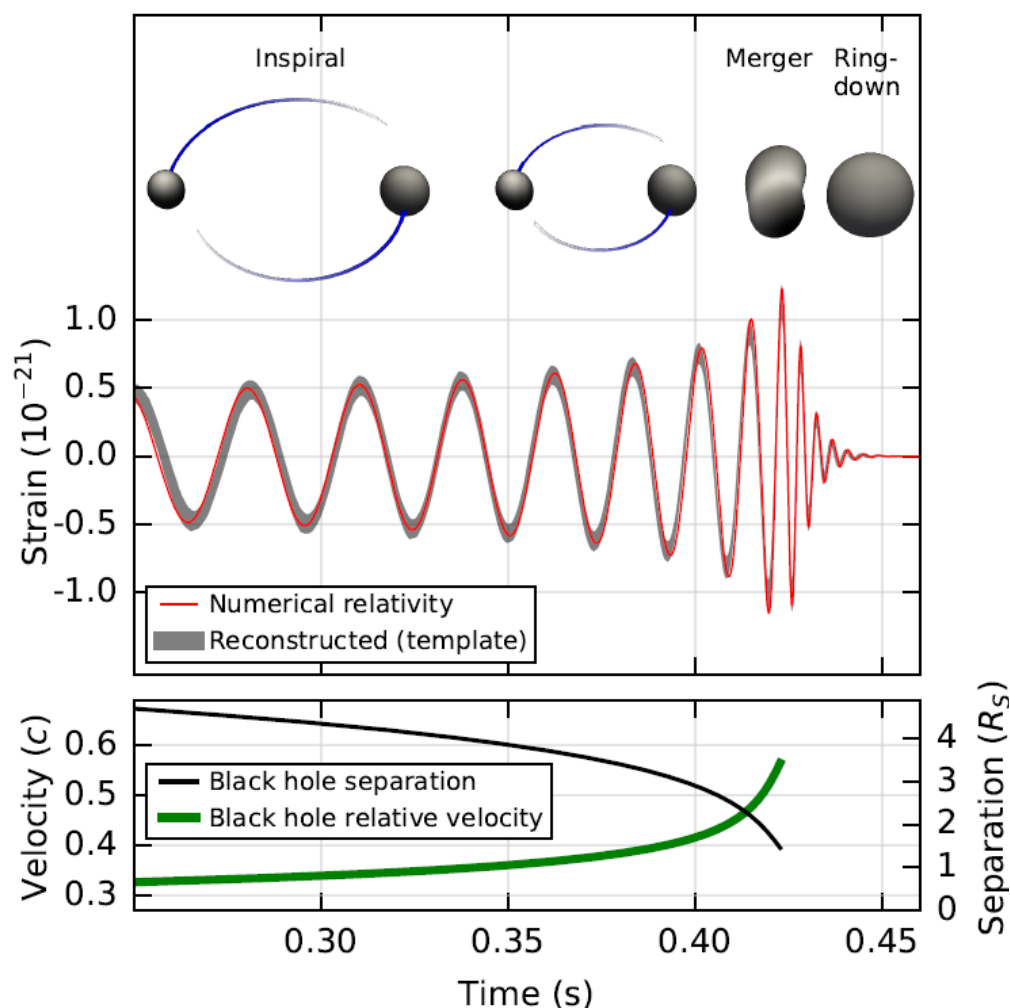 Inspiral
Merger
Ring-
down
Strain (10⁻²¹)
1.0
0.5
0.0
-0.5
-1.0
Numerical relativity
Reconstructed (template)
Velocity (c)
0.6
0.5
0.4
0.3
Black hole separation
Black hole relative velocity
Separation (R_S)
4
3
2
1
0
0.30
0.35
0.40
0.45
Time (s)